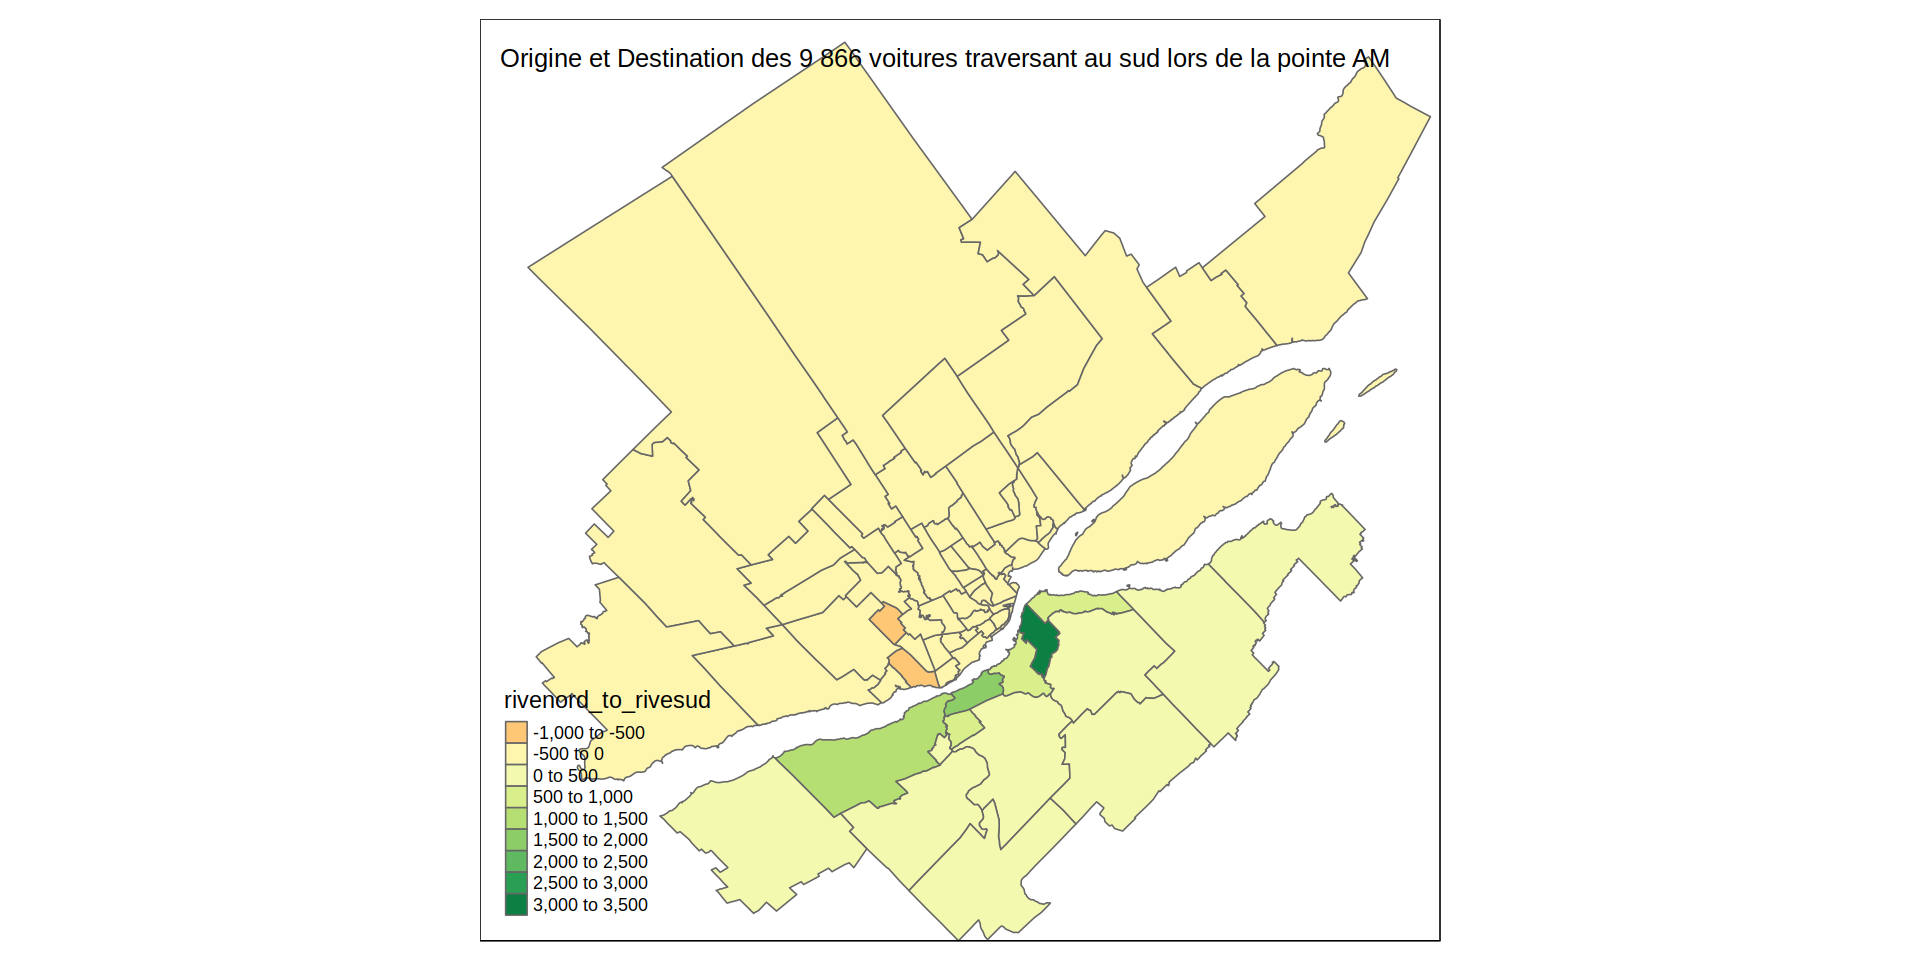 Origine et Destination des 9 866 voitures traversant au sud lors de la pointe AM
rivenord_to_rivesud
-1,000 to -500
-500 to 0
0 to 500
500 to 1,000
1,000 to 1,500
1,500 to 2,000
2,000 to 2,500
2,500 to 3,000
3,000 to 3,500